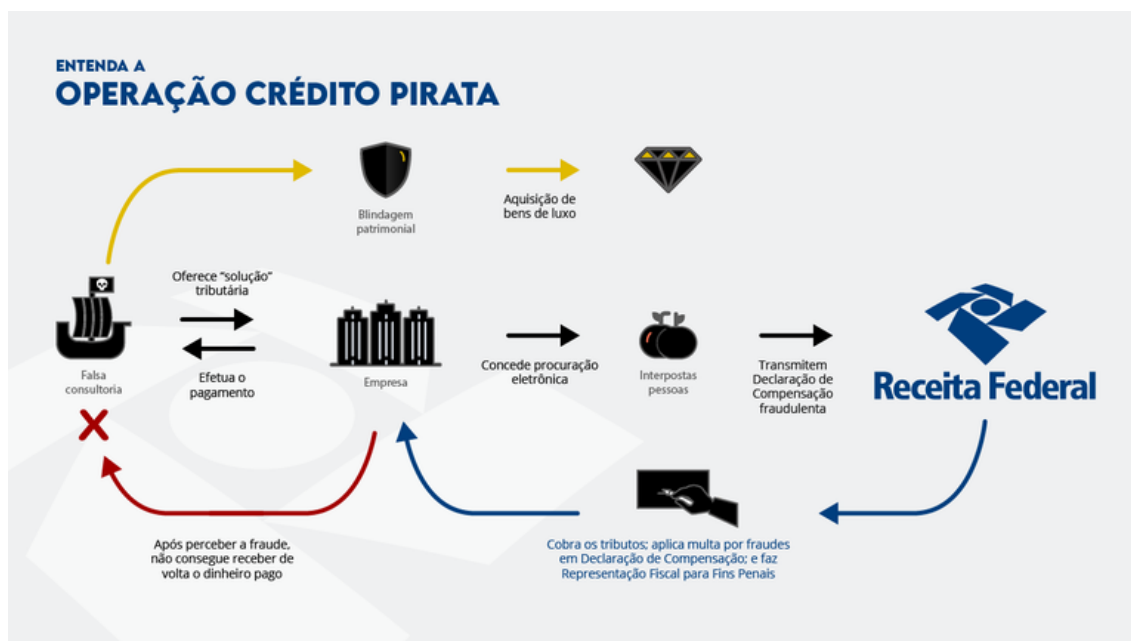 ENTENDA A
OPERAÇÃO CRÉDITO PIRATA
Blindagem
patrimonial
Aquisição de
bens de luxo
Oferece “solução”
tributária
Falsa
consultoria
Efetua o
pagamento
Empresa
Concede procuração
eletrônica
Interpostas
pessoas
Transmitem
Declaração de
Compensação
fraudulenta
Receita Federal
Após perceber a fraude,
não consegue receber de
volta o dinheiro pago
Cobra os tributos; aplica multa por fraudes
em Declaração de Compensação; e faz
Representação Fiscal para Fins Penais